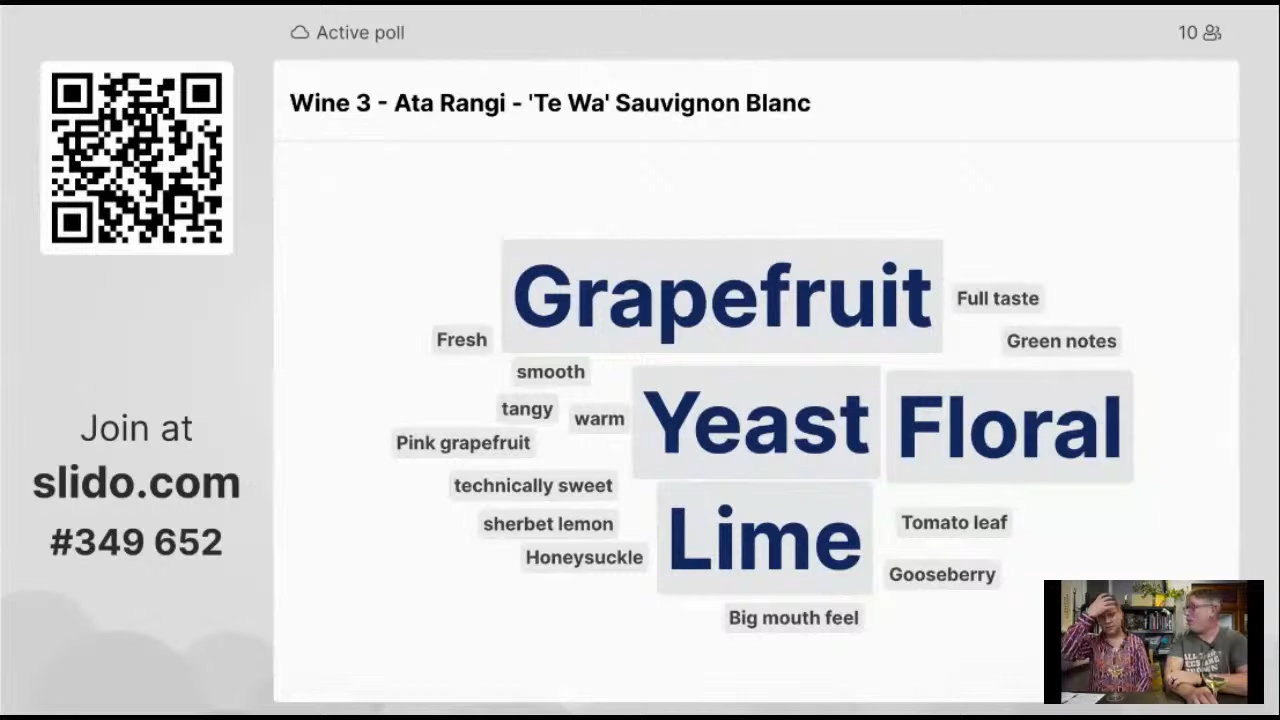 Active poll
10
Wine 3 - Ata Rangi - 'Te Wa' Sauvignon Blanc
Join at
slido.com
#349 652
Grapefruit
Full taste
Fresh
Green notes
smooth
tangy
warm
Yeast
Floral
Pink grapefruit
technically sweet
sherbet lemon
Lime
Tomato leaf
Honeysuckle
Gooseberry
Big mouth feel